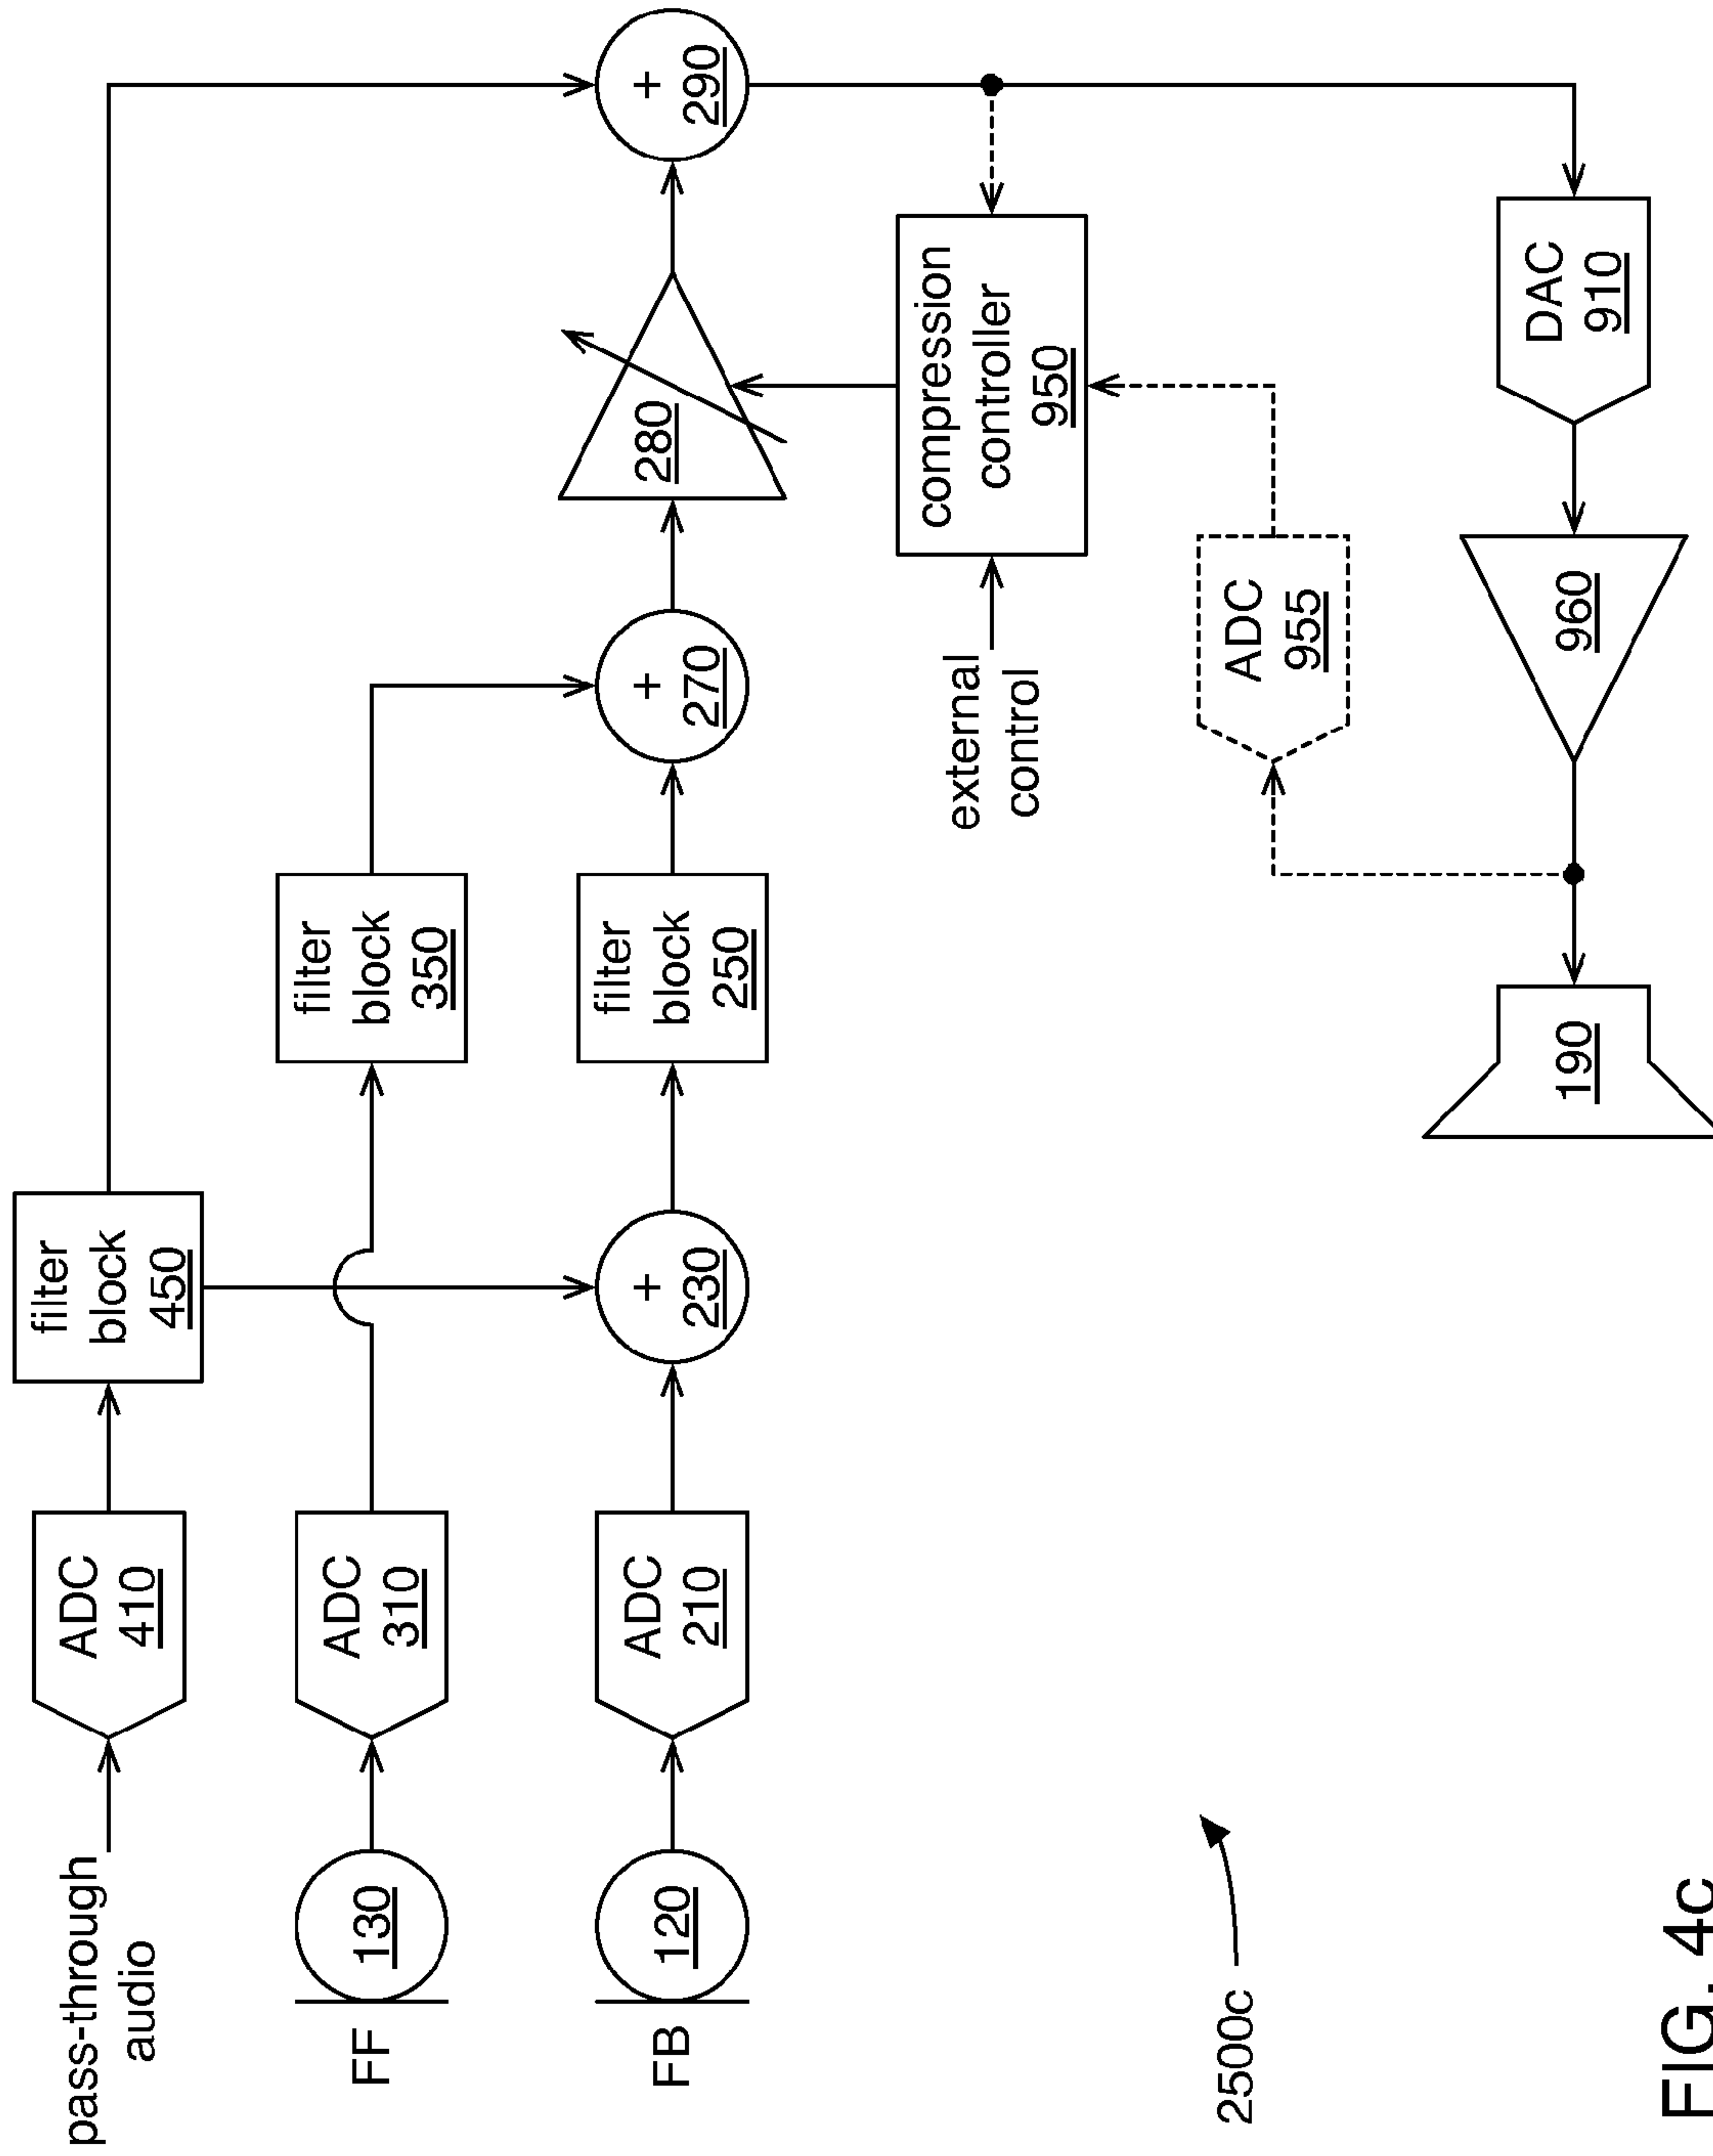 pass-through
audio
ADC
410
filter
block
450
FF
130
ADC
310
filter
block
350
FB
120
ADC
210
+
230
filter
block
250
+
270
280
+
290
external
control
compression
controller
950
ADC
955
DAC
910
960
190
2500c
FIG. 4c